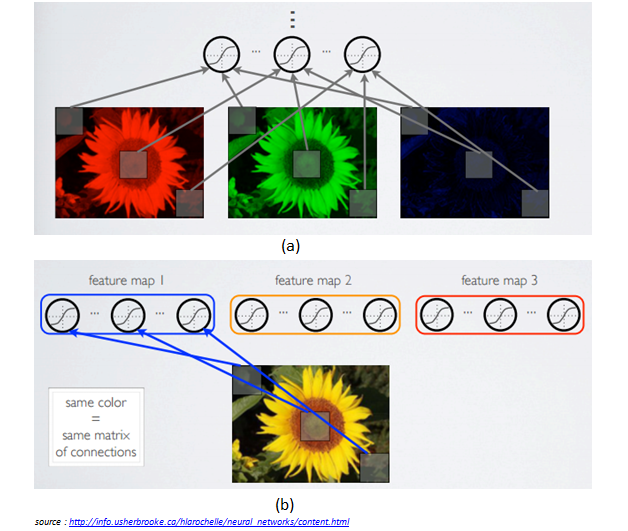 (a)
feature map 1
feature map 2
feature map 3
same color
=
same matrix
of connections
(b)
source : http://info.usherbrooke.ca/hlarochelle/neural_networks/content.html